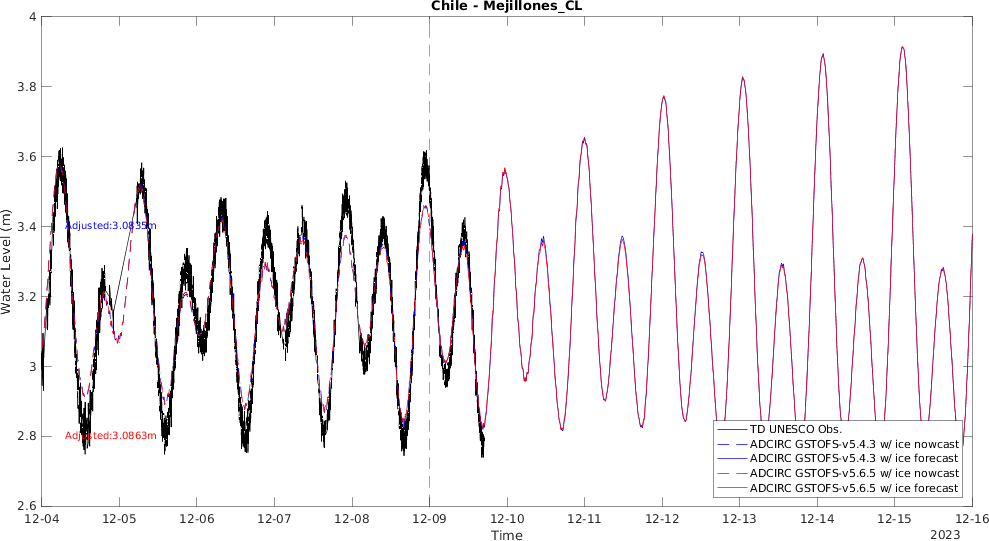 Chile - Mejillones_CL
4
3.8
3.6
3.4
3.2
3
2.8
2.6
Water Level (m)
Adjusted:3.0835m
Adjusted:3.0863m
TD UNESCO Obs.
ADCIRC GSTOFS-v5.4.3 w/ ice nowcast
ADCIRC GSTOFS-v5.4.3 w/ ice forecast
ADCIRC GSTOFS-v5.6.5 w/ ice nowcast
ADCIRC GSTOFS-v5.6.5 w/ ice forecast
12-04 12-05 12-06 12-07 12-08 12-09 12-10 12-11 12-12 12-13 12-14 12-15 12-16
Time
2023